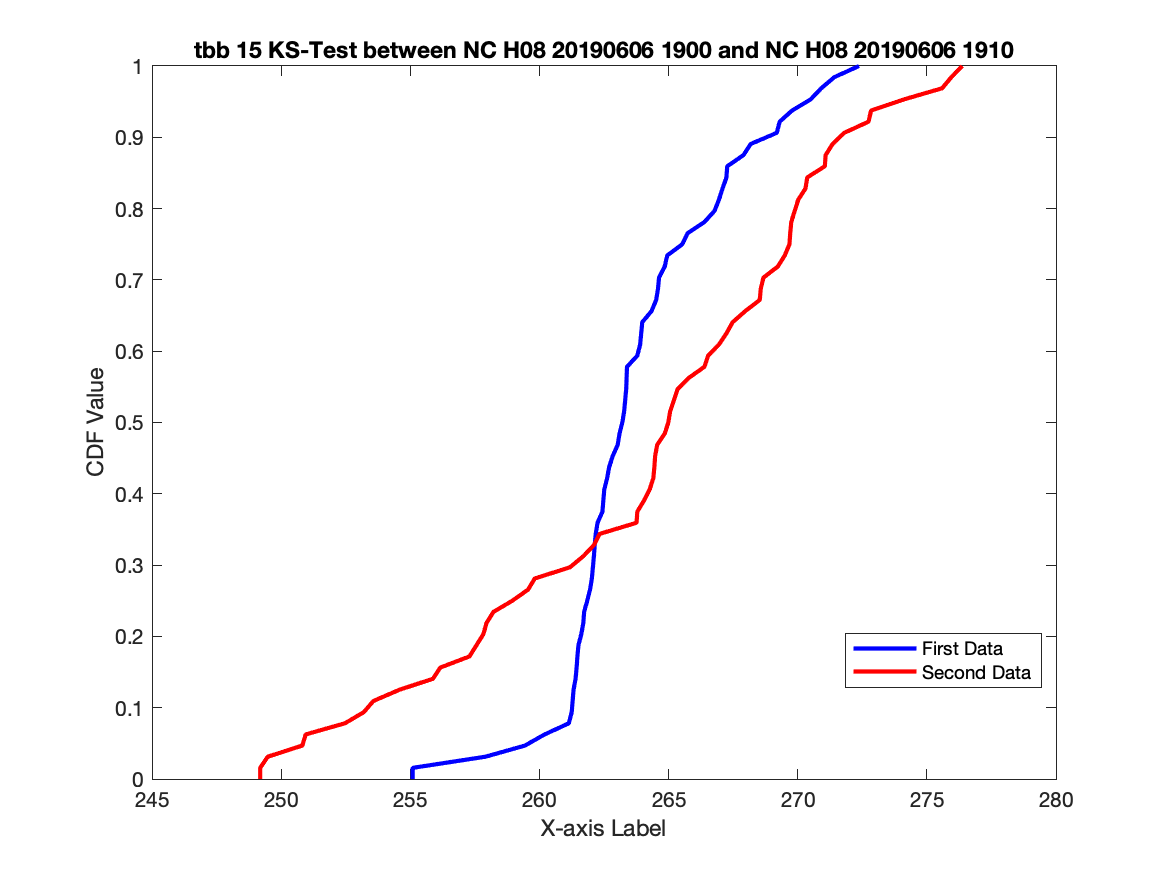 tbb 15 KS-Test between NC H08 20190606 1900 and NC H08 20190606 1910
1
0.9
0.8
0.7
0.6
0.5
0.4
0.3
0.2
0.1
0
CDF Value
First Data
Second Data
245 250 255 260 265 270 275 280
X-axis Label